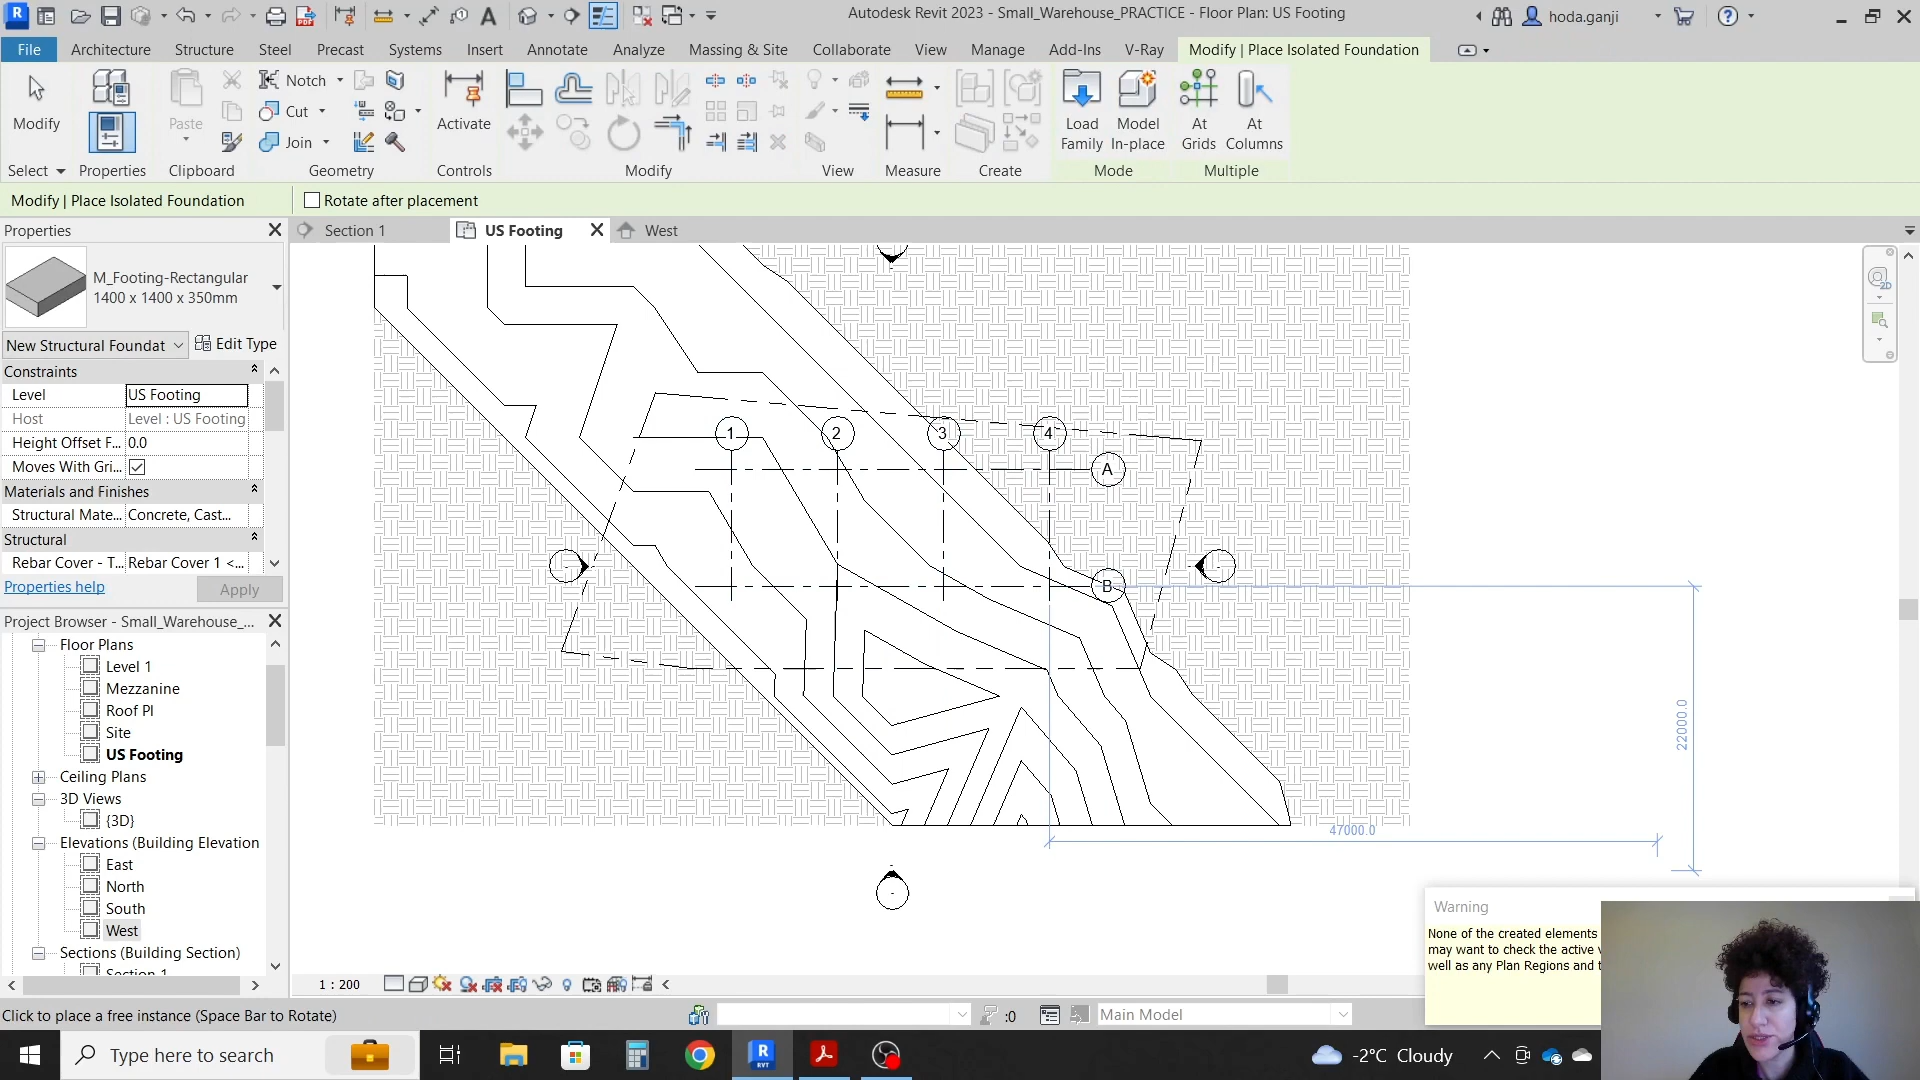 Autodesk Revit 2023 - Small_Warehouse_PRACTICE - Floor Plan: US Footing
hoda.ganji
File
Architecture
Structure
Steel
Precast
Systems
Insert
Annotate
Analyze
Massing & Site
Collaborate
View
Manage
Add-Ins
V-Ray
Modify | Place Isolated Foundation
Modify
Paste
Notch
Cut
Join
Activate
Load
Family
Model
In-place
At
Grids
At
Columns
Select
Properties
Clipboard
Geometry
Controls
Modify
View
Measure
Create
Mode
Multiple
Modify | Place Isolated Foundation
Rotate after placement
Properties
M_Footing-Rectangular
1400 x 1400 x 350mm
New Structural Foundat
Edit Type
Constraints
Level US Footing
Host Level : US Footing
Height Offset F... 0.0
Moves With Gri...
Materials and Finishes
Structural Mate... Concrete, Cast...
Structural
Rebar Cover - T... Rebar Cover 1 <...
Properties help
Apply
Project Browser - Small_Warehouse_...
Floor Plans
Level 1
Mezzanine
Roof Pl
Site
US Footing
Ceiling Plans
3D Views
{3D}
Elevations (Building Elevation
East
North
South
West
Sections (Building Section)
Section 1
Section 1
US Footing
West
1
2
3
4
A
B
22000.0
47000.0
Warning
None of the created elements
may want to check the active v
well as any Plan Regions and t
1 : 200
Click to place a free instance (Space Bar to Rotate)
:0
Main Model
Type here to search
-2°C Cloudy